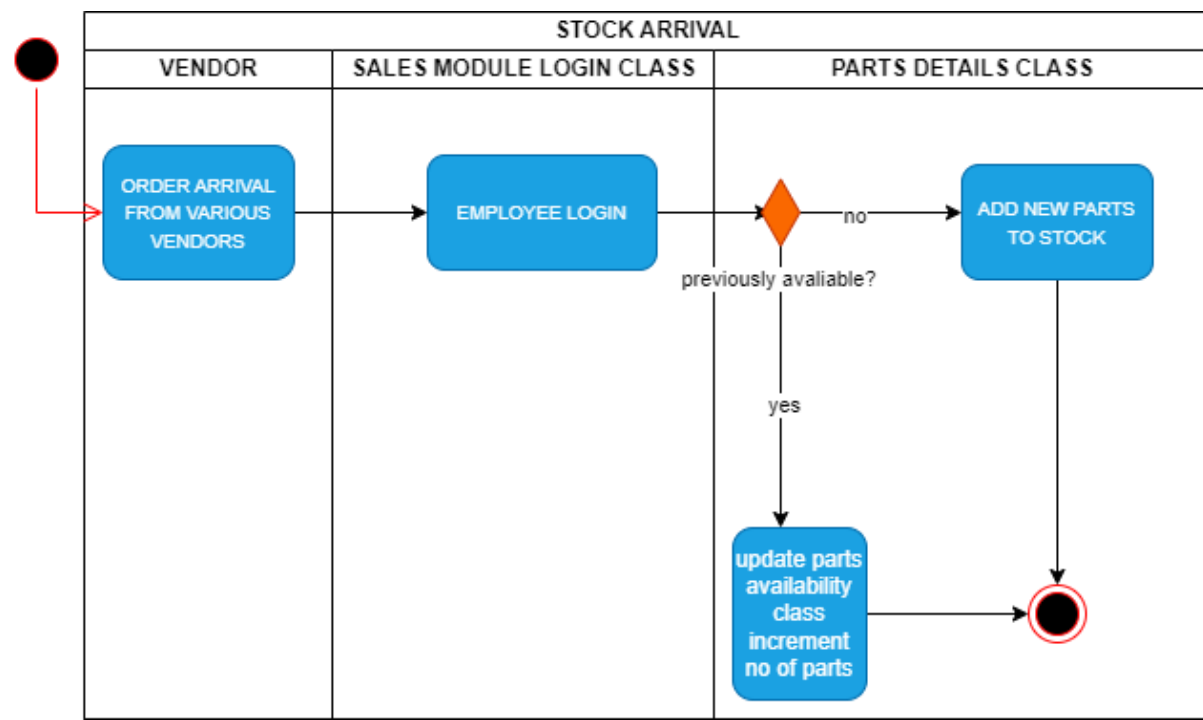 STOCK ARRIVAL
VENDOR
SALES MODULE LOGIN CLASS
PARTS DETAILS CLASS
ORDER ARRIVAL
FROM VARIOUS
VENDORS
EMPLOYEE LOGIN
no
ADD NEW PARTS
TO STOCK
previously avaliable?
yes
update parts
availability
class
increment
no of parts